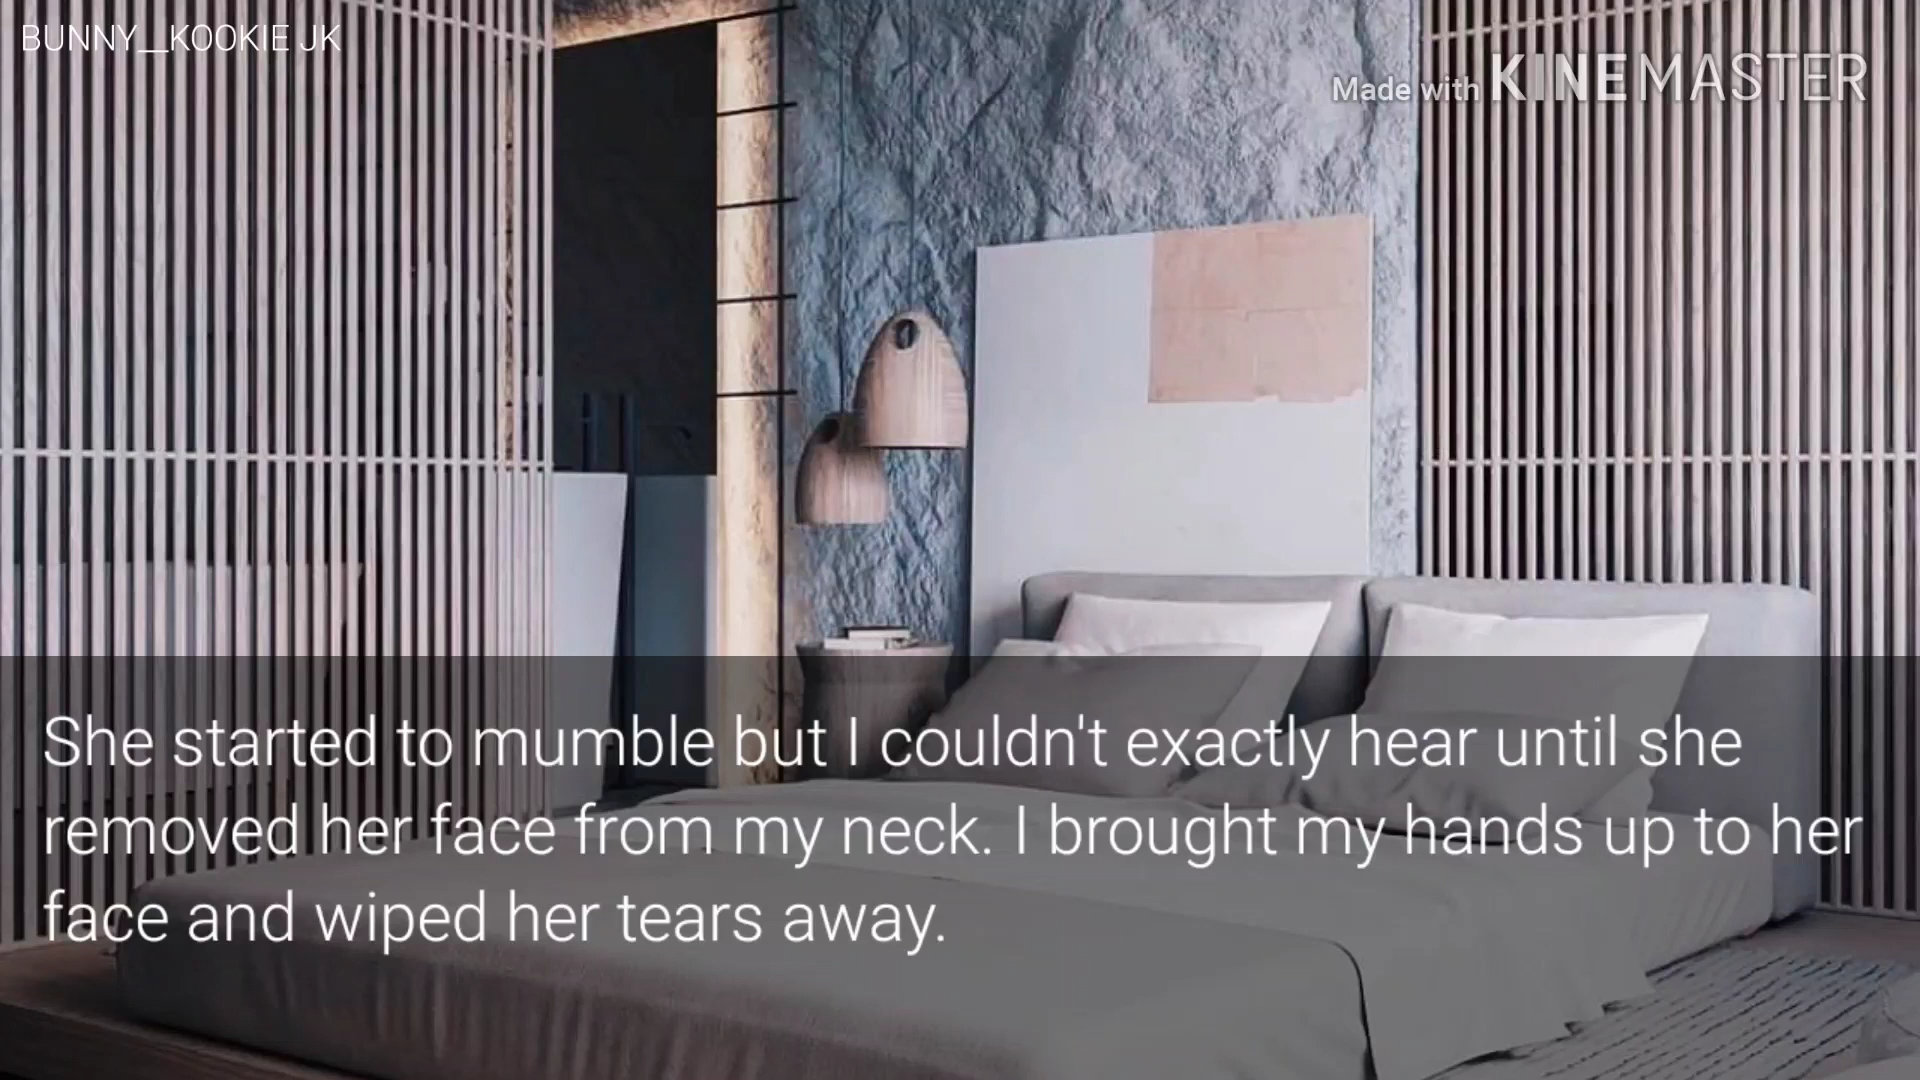 BUNNY__KOOKIE JK
Made with KINEMASTER
She started to mumble but I couldn't exactly hear until she
removed her face from my neck. I brought my hands up to her
face and wiped her tears away.